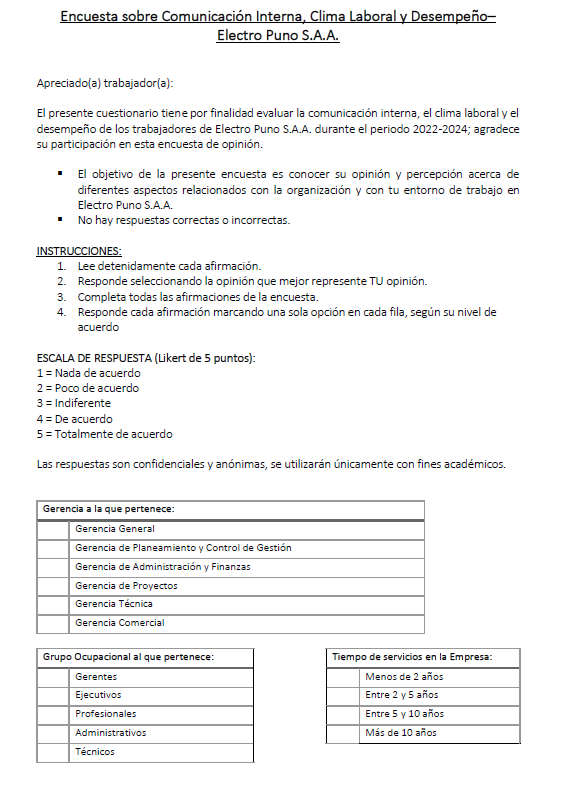 Encuesta sobre Comunicación Interna, Clima Laboral y Desempeño–
Electro Puno S.A.A.
Apreciado(a) trabajador(a):
El presente cuestionario tiene por finalidad evaluar la comunicación interna, el clima laboral y el
desempeño de los trabajadores de Electro Puno S.A.A. durante el periodo 2022-2024; agradece
su participación en esta encuesta de opinión.
▪ El objetivo de la presente encuesta es conocer su opinión y percepción acerca de
diferentes aspectos relacionados con la organización y con tu entorno de trabajo en
Electro Puno S.A.A.
▪ No hay respuestas correctas o incorrectas.
INSTRUCCIONES:
1. Lee detenidamente cada afirmación.
2. Responde seleccionando la opinión que mejor represente TU opinión.
3. Completa todas las afirmaciones de la encuesta.
4. Responde cada afirmación marcando una sola opción en cada fila, según su nivel de
acuerdo
ESCALA DE RESPUESTA (Likert de 5 puntos):
1 = Nada de acuerdo
2 = Poco de acuerdo
3 = Indiferente
4 = De acuerdo
5 = Totalmente de acuerdo
Las respuestas son confidenciales y anónimas, se utilizarán únicamente con fines académicos.
Gerencia a la que pertenece:
Gerencia General
Gerencia de Planeamiento y Control de Gestión
Gerencia de Administración y Finanzas
Gerencia de Proyectos
Gerencia Técnica
Gerencia Comercial
Grupo Ocupacional al que pertenece:
Gerentes
Ejecutivos
Profesionales
Administrativos
Técnicos
Tiempo de servicios en la Empresa:
Menos de 2 años
Entre 2 y 5 años
Entre 5 y 10 años
Más de 10 años